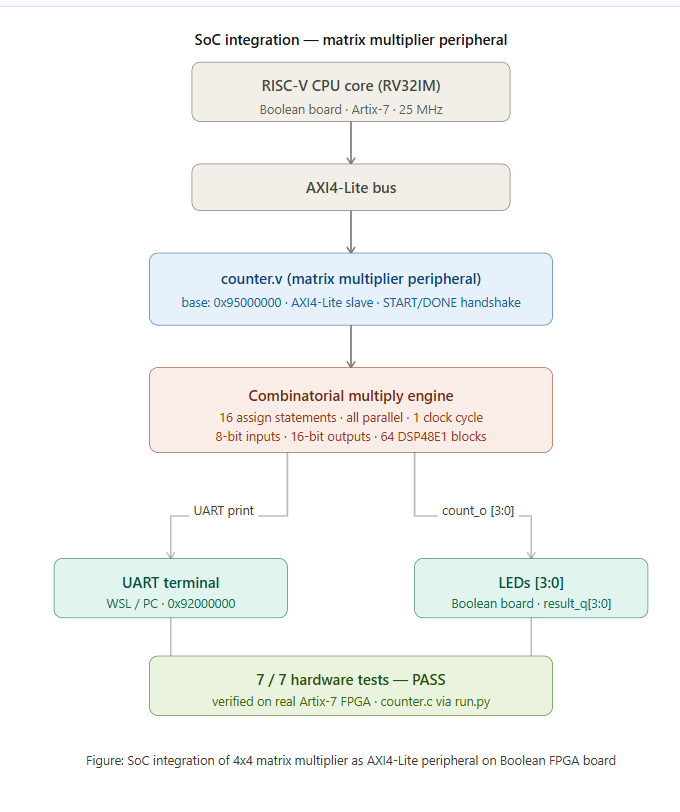 SoC integration — matrix multiplier peripheral
RISC-V CPU core (RV32IM)
Boolean board · Artix-7 · 25 MHz
AXI4-Lite bus
counter.v (matrix multiplier peripheral)
base: 0x95000000 · AXI4-Lite slave · START/DONE handshake
Combinatorial multiply engine
16 assign statements · all parallel · 1 clock cycle
8-bit inputs · 16-bit outputs · 64 DSP48E1 blocks
UART print
count_o [3:0]
UART terminal
WSL / PC · 0x92000000
LEDs [3:0]
Boolean board · result_q[3:0]
7 / 7 hardware tests — PASS
verified on real Artix-7 FPGA · counter.c via run.py
Figure: SoC integration of 4x4 matrix multiplier as AXI4-Lite peripheral on Boolean FPGA board